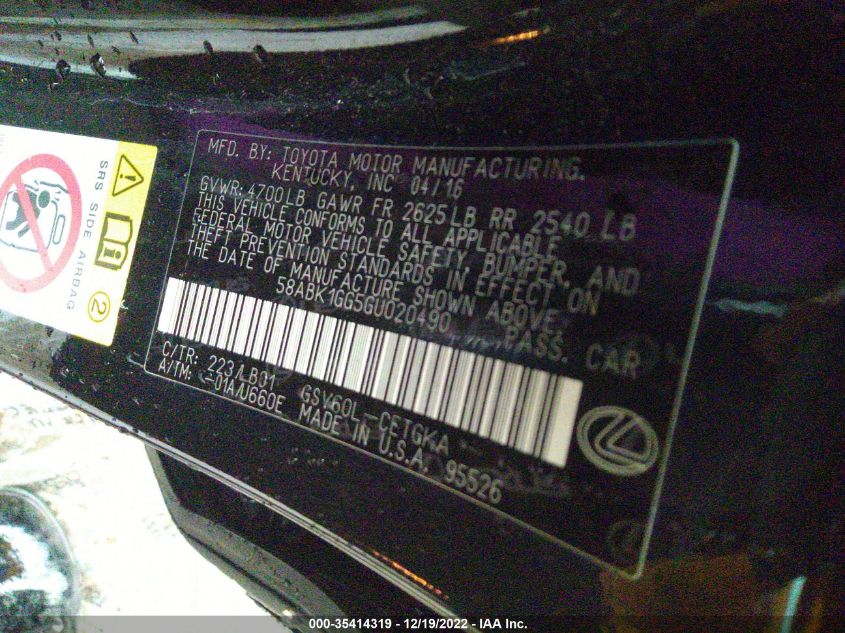 MFD. BY: TOYOTA MOTOR MANUFACTURING,
KENTUCKY, INC 04/16
GVWR: 4700LB GAWR FR 2625LB RR 2540 LB
THIS VEHICLE CONFORMS TO ALL APPLICABLE
FEDERAL MOTOR VEHICLE SAFETY, BUMPER, AND
THEFT PREVENTION STANDARDS IN EFFECT ON
THE DATE OF MANUFACTURE SHOWN ABOVE.
58ABK1GG5GU020490 PASS. CAR
C/TR: 223/LB01 GSV60L-CETGKA
A/TM: -01A/U660E MADE IN U.S.A. 95526
SRS SIDE AIRBAG
2
000-35414319 - 12/19/2022 - IAA Inc.